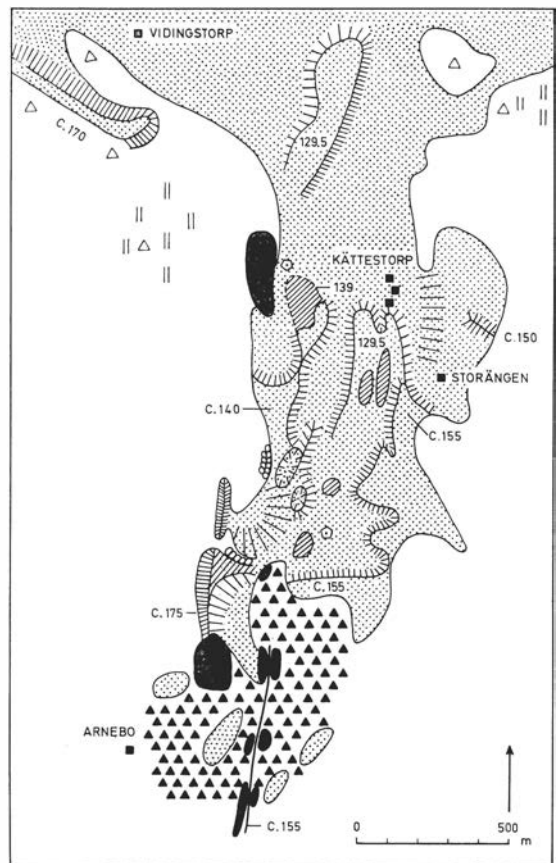 VIDINGSTORP
C.170
129.5
KÄTTESTORP
139
C.150
129.5
STORÄNGEN
C.140
C.155
C.155
C.175
ARNEBO
C.155
0 500
m